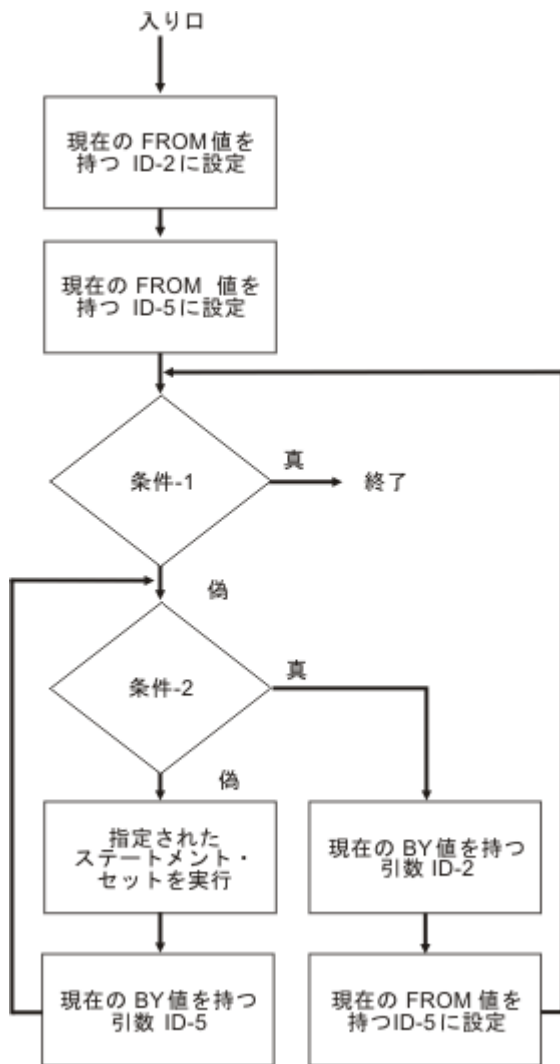 入り口
現在の FROM 値を
持つ ID-2 に設定
現在の FROM 値を
持つ ID-5 に設定
条件-1
真
終了
偽
条件-2
真
偽
指定された
ステートメント・
セットを実行
現在の BY 値を持つ
引数 ID-2
現在の BY 値を持つ
引数 ID-5
現在の FROM 値を
持つID-5 に設定